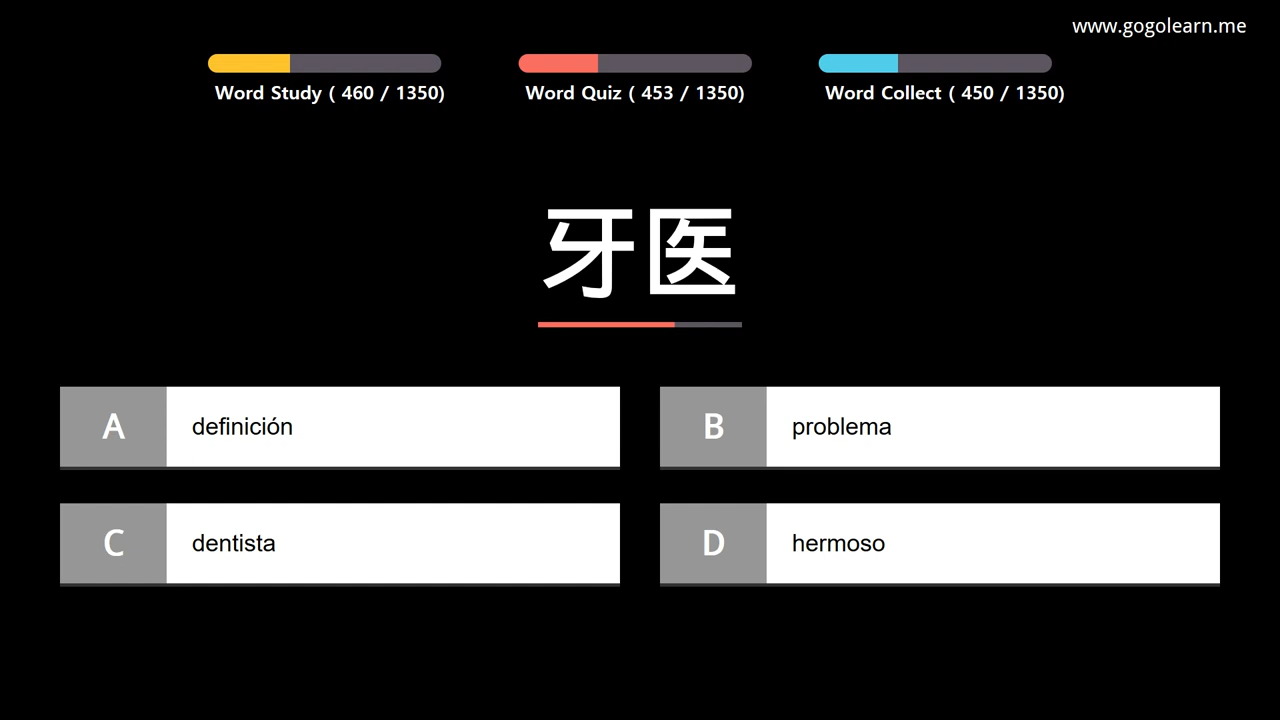 www.gogolearn.me
Word Study ( 460 / 1350)
Word Quiz ( 453 / 1350)
Word Collect ( 450 / 1350)
牙医
A definición
B problema
C dentista
D hermoso